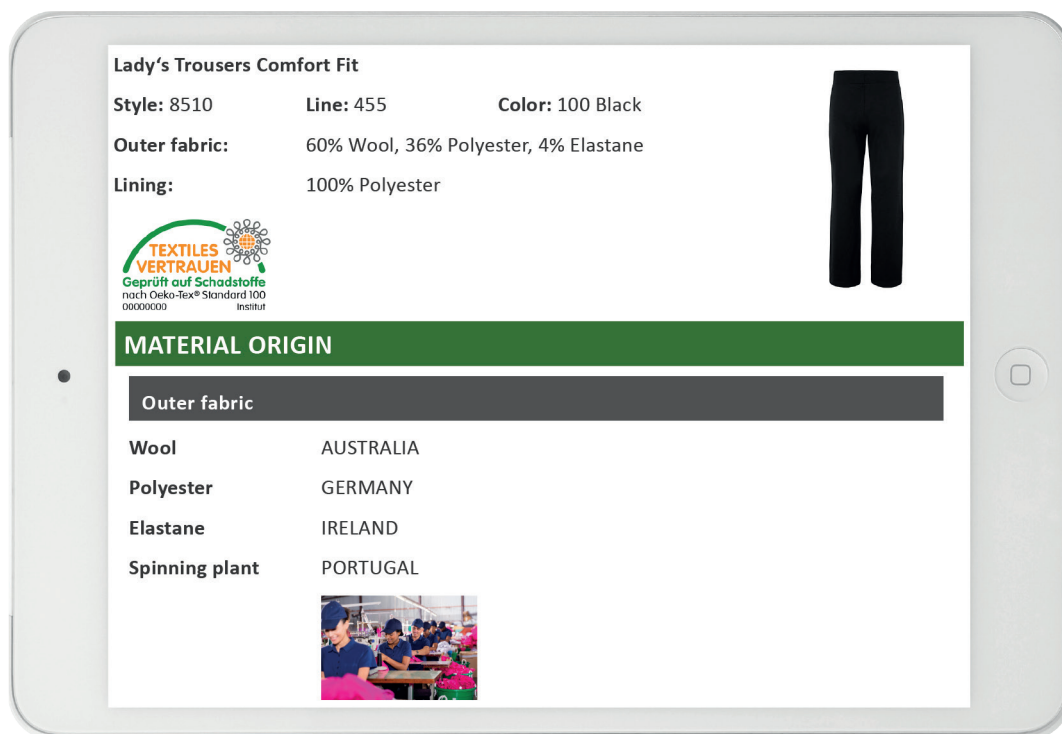 Lady‘s Trousers Comfort Fit
Style: 8510 Line: 455 Color: 100 Black
Outer fabric: 60% Wool, 36% Polyester, 4% Elastane
Lining: 100% Polyester
TEXTILES
VERTRAUEN
Geprüft auf Schadstoffe
nach Oeko-Tex® Standard 100
00000000 Institut
MATERIAL ORIGIN
Outer fabric
Wool AUSTRALIA
Polyester GERMANY
Elastane IRELAND
Spinning plant PORTUGAL